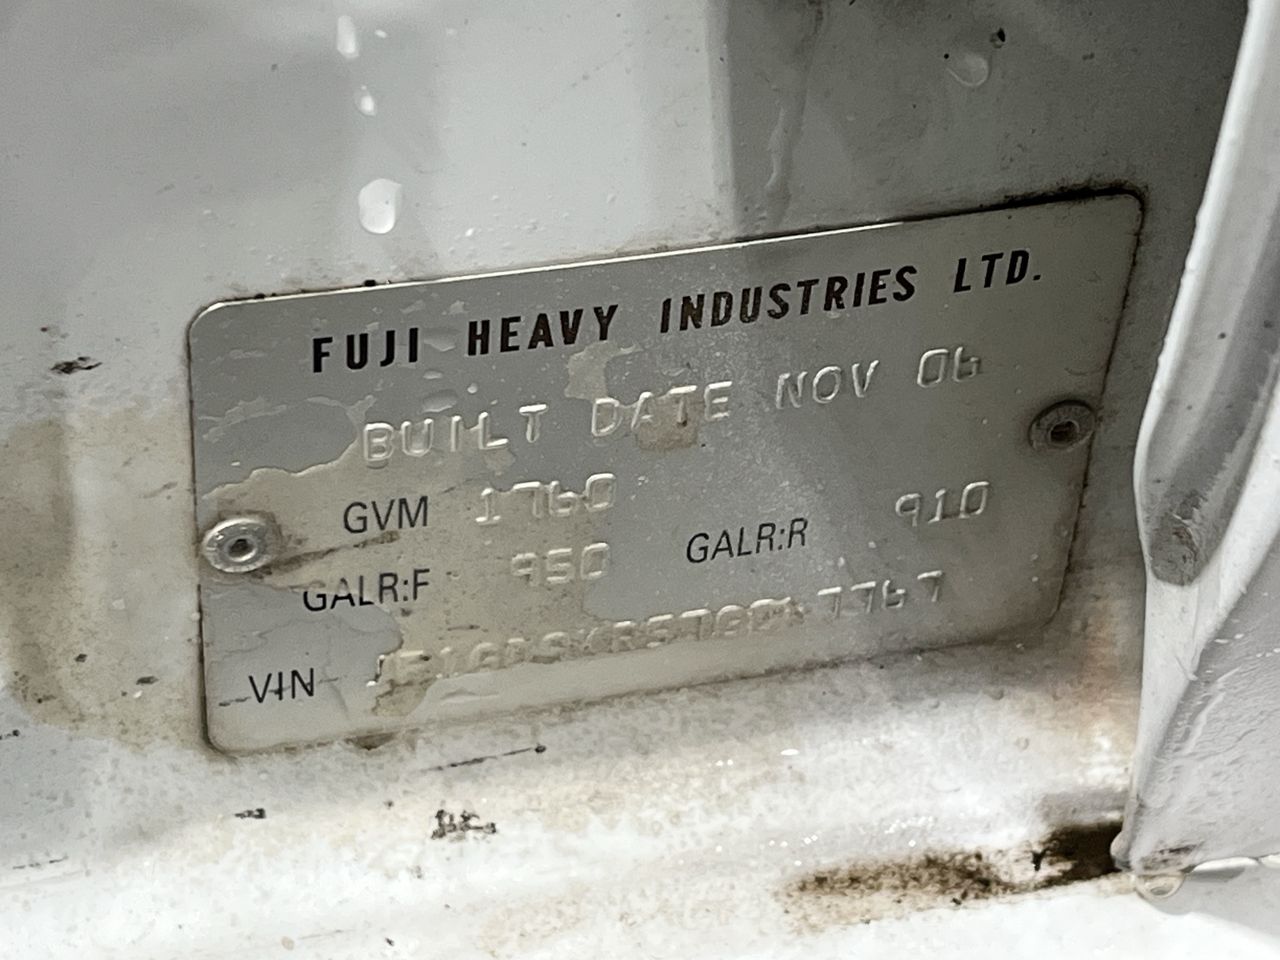 FUJI HEAVY INDUSTRIES LTD.
BUILT DATE NOV 06
GVM 1760
GALR:F 950 GALR:R 910
VIN